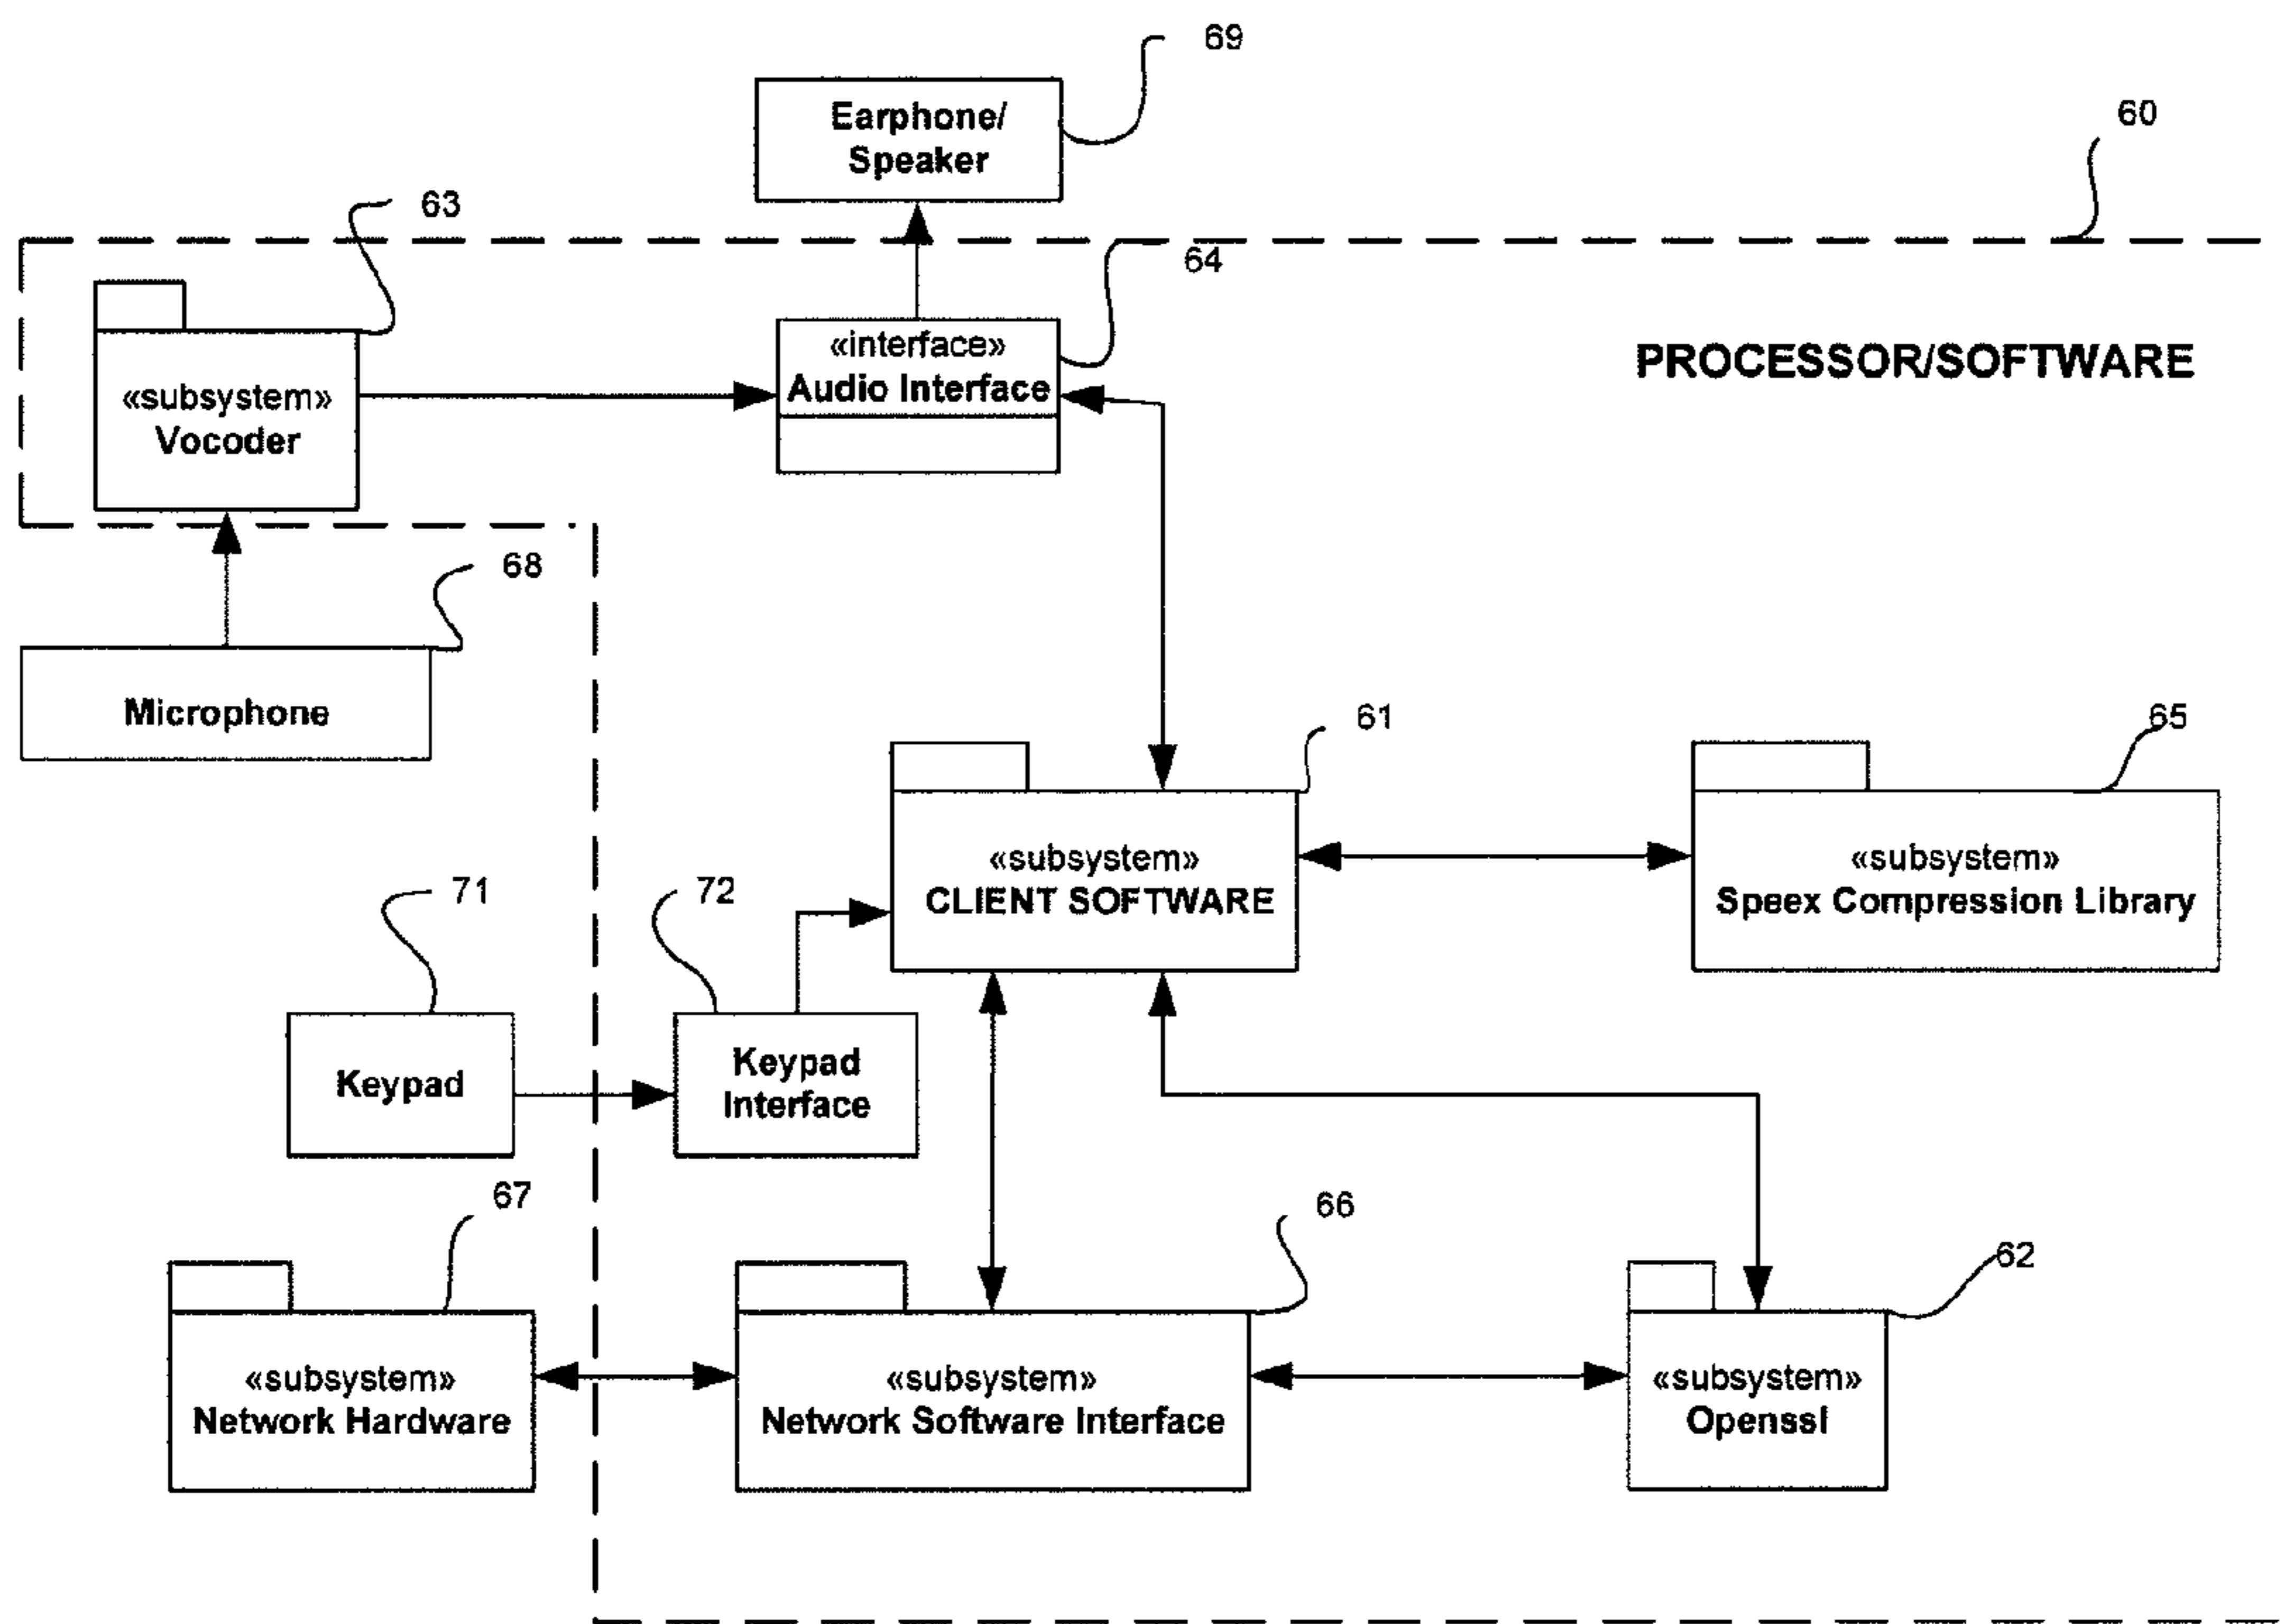 69
Earphone/
Speaker
60
63
64
«interface»
Audio Interface
PROCESSOR/SOFTWARE
«subsystem»
Vocoder
68
Microphone
61
65
«subsystem»
CLIENT SOFTWARE
«subsystem»
Speex Compression Library
71
72
Keypad
Keypad
Interface
67
66
62
«subsystem»
Network Hardware
«subsystem»
Network Software Interface
«subsystem»
Openssl